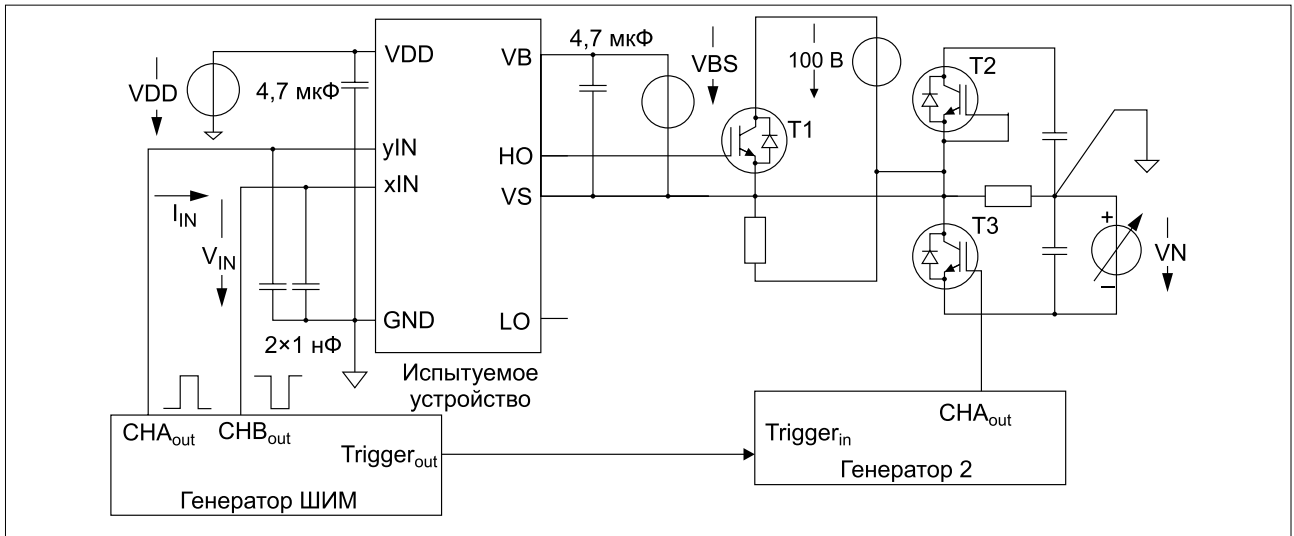 VDD
4,7 мкФ
VDD
yIN
xIN
GND
VB
HO
VS
LO
4,7 мкФ
VBS
100 В
T1
T2
T3
VN
+
–
I_IN
V_IN
2×1 нФ
Испытуемое
устройство
CHA_out
CHB_out
Trigger_out
Генератор ШИМ
CHA_out
Trigger_in
Генератор 2